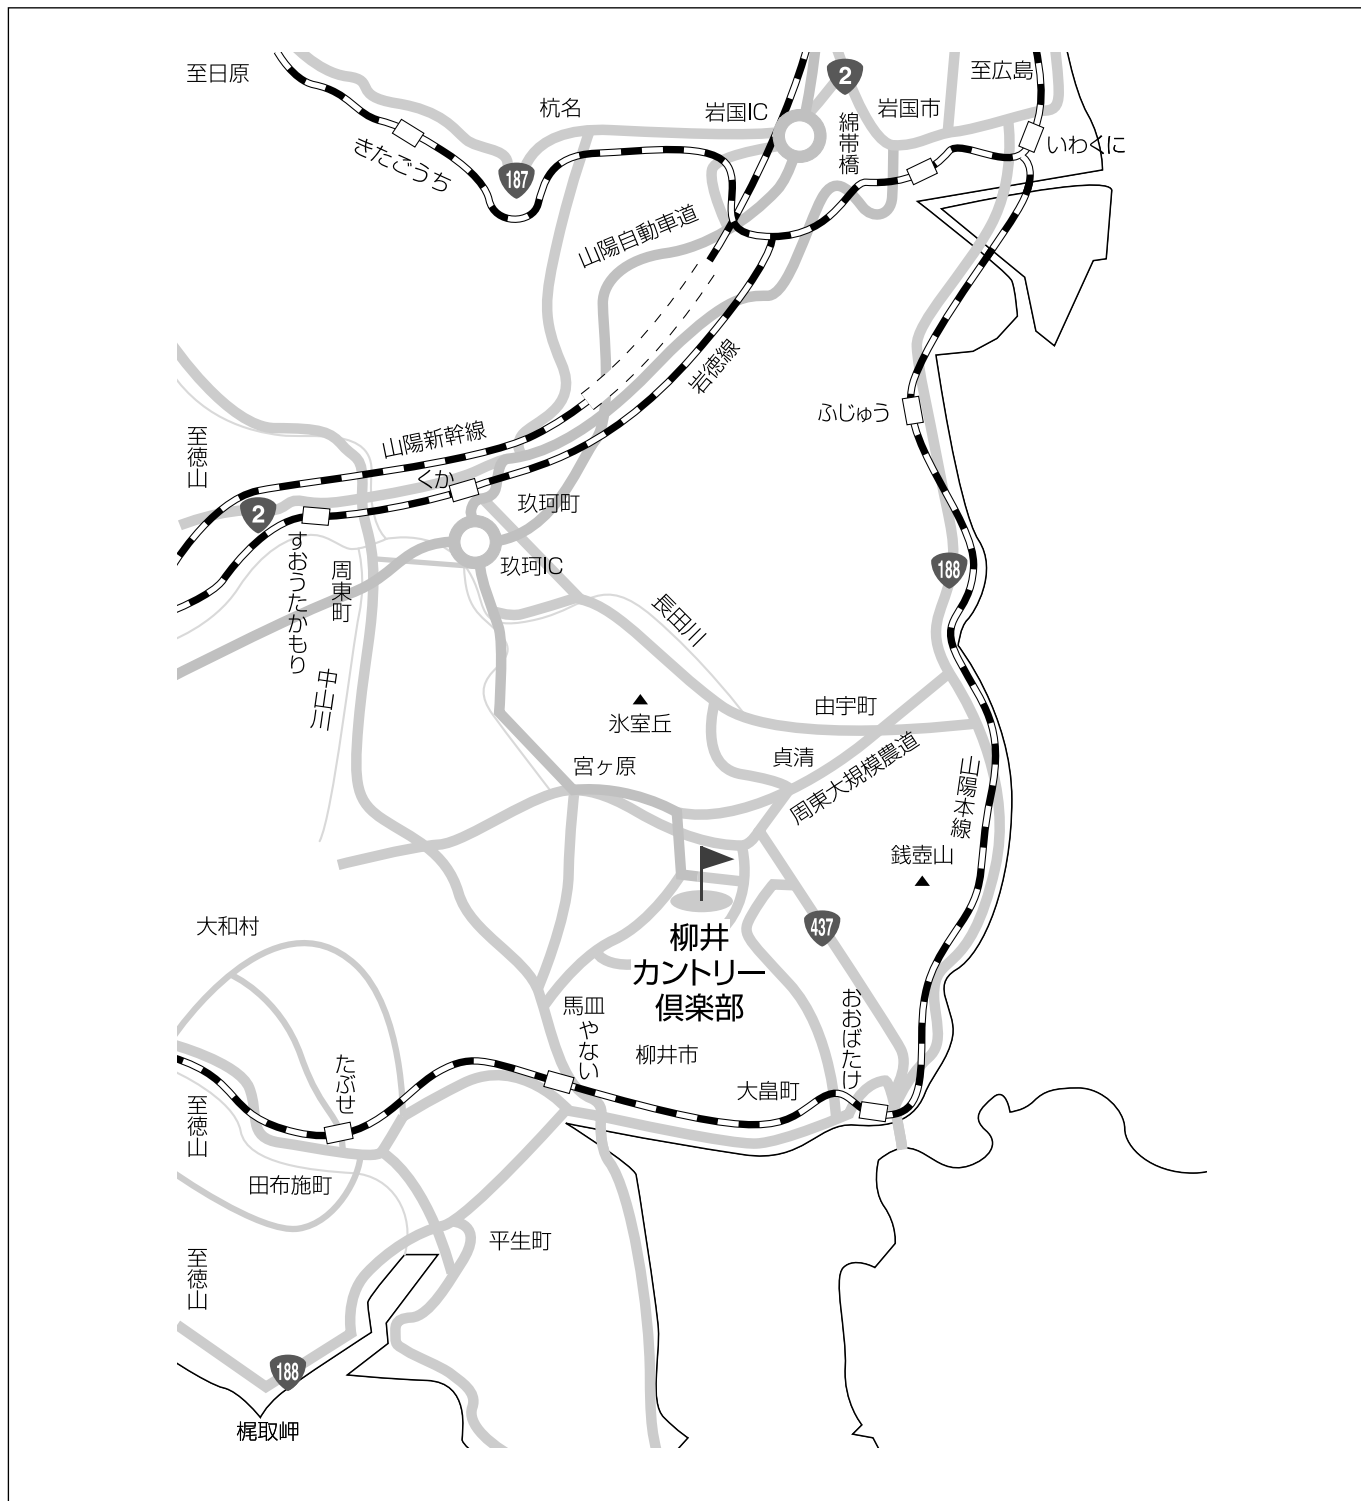 至日原
2
至広島
杭名
岩国IC
岩国市
綿帯橋
いわくに
きたごうち
187
山陽自動車道
岩徳線
ふじゅう
至徳山
山陽新幹線
くか
2
玖珂町
玖珂IC
すおうたかもり
周東町
188
長田川
中山川
氷室丘
由宇町
宮ヶ原
貞清
周東大規模農道
山陽本線
銭壺山
大和村
437
柳井
カントリー
倶楽部
馬皿
やない
おおばたけ
柳井市
たぶせ
大畠町
至徳山
田布施町
平生町
至徳山
188
梶取岬